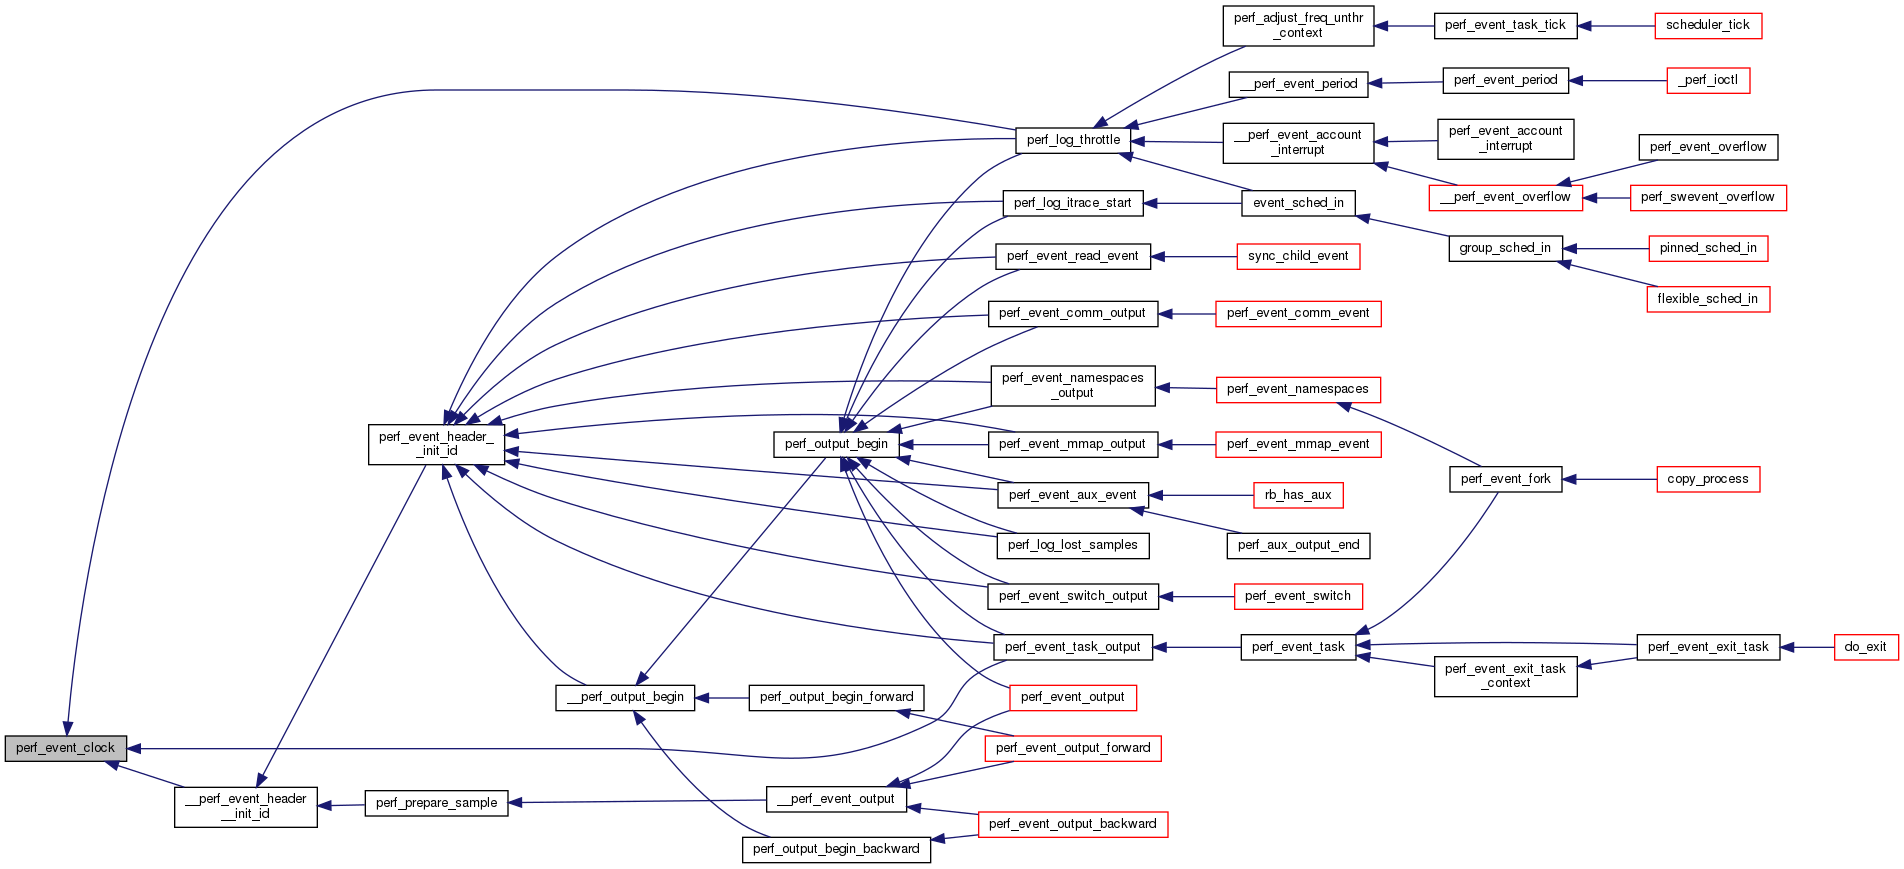 perf_adjust_freq_unthr
_context
perf_event_task_tick
scheduler_tick
__perf_event_period
perf_event_period
_perf_ioctl
perf_log_throttle
__perf_event_account
_interrupt
perf_event_account
_interrupt
perf_event_overflow
__perf_event_overflow
perf_swevent_overflow
perf_log_itrace_start
event_sched_in
group_sched_in
pinned_sched_in
flexible_sched_in
perf_event_read_event
sync_child_event
perf_event_comm_output
perf_event_comm_event
perf_event_namespaces
_output
perf_event_namespaces
perf_event_header_
_init_id
perf_output_begin
perf_event_mmap_output
perf_event_mmap_event
perf_event_fork
copy_process
perf_event_aux_event
rb_has_aux
perf_log_lost_samples
perf_aux_output_end
perf_event_switch_output
perf_event_switch
perf_event_task_output
perf_event_task
perf_event_exit_task
do_exit
perf_event_exit_task
_context
__perf_output_begin
perf_output_begin_forward
perf_event_output
perf_event_clock
perf_event_output_forward
__perf_event_header
__init_id
perf_prepare_sample
__perf_event_output
perf_event_output_backward
perf_output_begin_backward